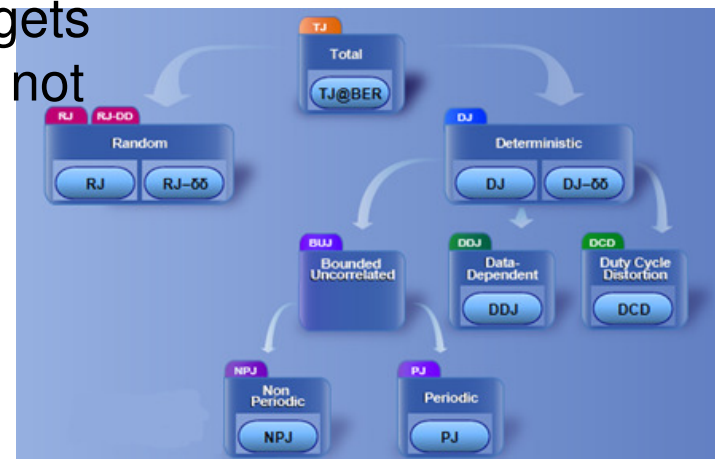 gets
not
TJ
Total
TJ@BER
RJ RJ-DD
Random
RJ RJ–δδ
DJ
Deterministic
DJ DJ–δδ
BUJ
Bounded
Uncorrelated
DDJ
Data-
Dependent
DDJ
DCD
Duty Cycle
Distortion
DCD
NPJ
Non
Periodic
NPJ
PJ
Periodic
PJ